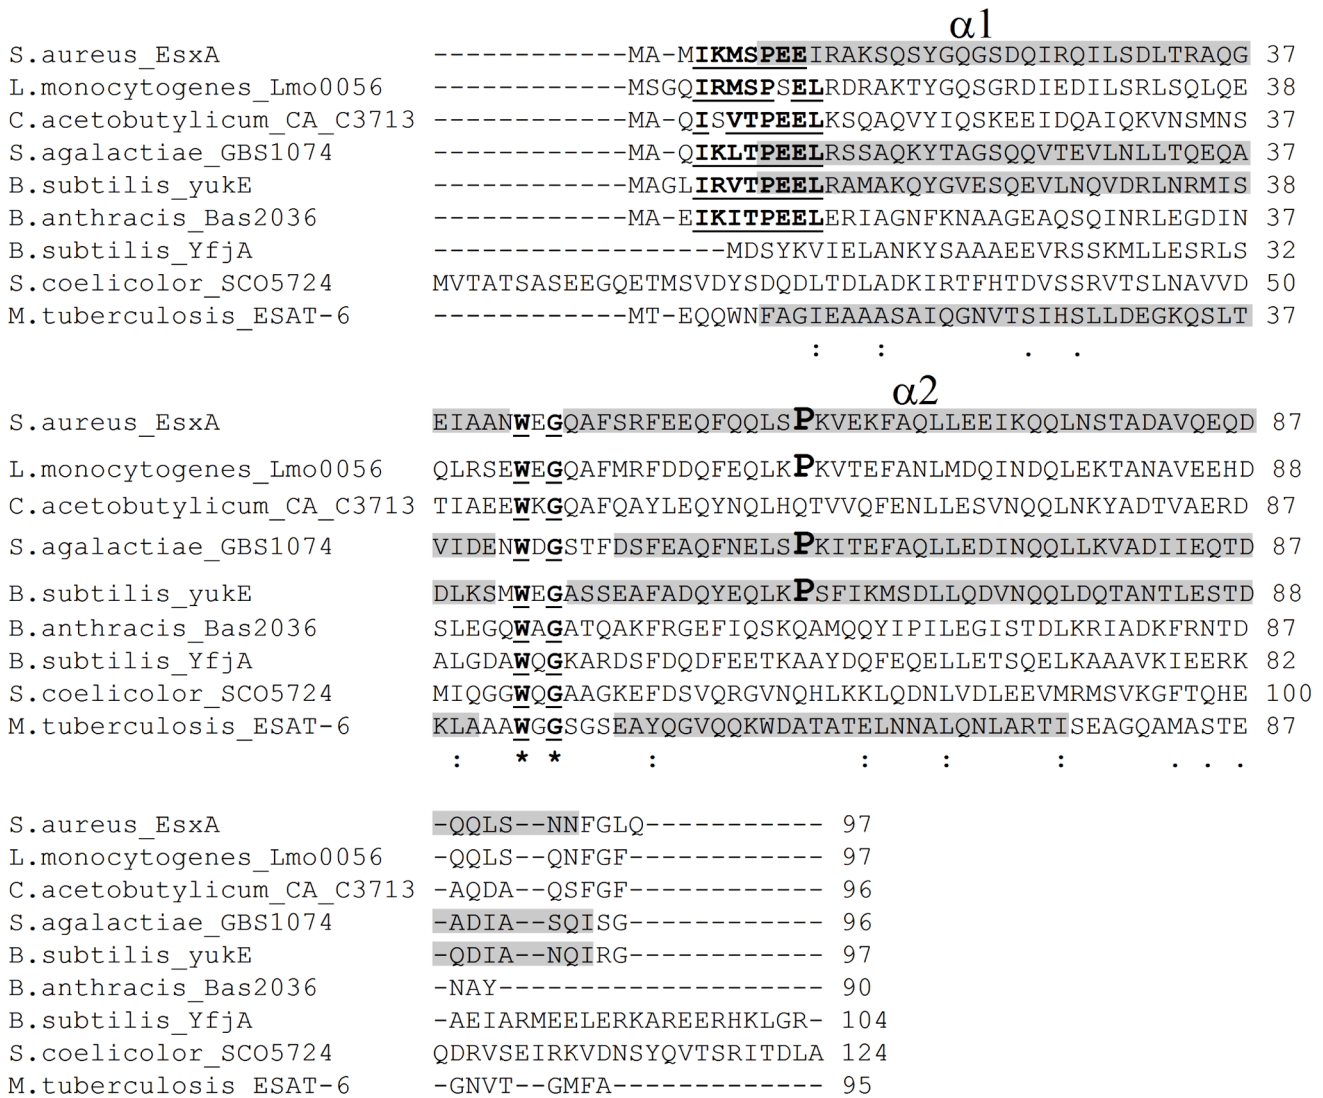 α1
S.aureus_EsxA ------------MA-MIKMSPEEIRAKSQSYGQGSDQIRQILSDLTRAQG 37
L.monocytogenes_Lmo0056 ------------MSGQIRMSPSELRDRAKTYGQSGRDIEDILSRLSQLQE 38
C.acetobutylicum_CA_C3713 ------------MA-QISVTPEELKSQAQVYIQSKEEIDQAIQKVNSMNS 37
S.agalactiae_GBS1074 ------------MA-QIKLTPEELRSSAQKYTAGSQQVTEVLNLLTQEQA 37
B.subtilis_yukE ------------MAGLIRVTPEELRAMAKQYGVESQEVLNQVDRLNRMIS 38
B.anthracis_Bas2036 ------------MA-EIKITPEELERIAGNFKNAAGEAQSQINRLEGDIN 37
B.subtilis_YfjA ------------------MDSYKVIELANKYSAAAEEVRSSKMLLESRLS 32
S.coelicolor_SCO5724 MVTATSASEEGQETMSVDYSDQDLTDLADKIRTFHTDVSSRVTSLNAVVD 50
M.tuberculosis_ESAT-6 ------------MT-EQQWNFAGIEAAASAIQGNVTSIHSLLDEGKQSLT 37
: : . .
α2
S.aureus_EsxA EIAANWEGQAFSRFEEQFQQLSPKVEKFAQLLEEIKQQLNSTADAVQEQD 87
L.monocytogenes_Lmo0056 QLRSEWEGQAFMRFDDQFEQLKPKVTEFANLMDQINDQLEKTANAVEEHD 88
C.acetobutylicum_CA_C3713 TIAEEWKGQAFQAYLEQYNQLHQTVVQFENLLESVNQQLNKYADTVAERD 87
S.agalactiae_GBS1074 VIDENWDGSTFDSFEAQFNELSPKITEFAQLLEDINQQLLKVADIIEQTD 87
B.subtilis_yukE DLKSMWEGASSEAFADQYEQLKPSFIKMSDLLQDVNQQLDQTANTLESTD 88
B.anthracis_Bas2036 SLEGQWAGATQAKFRGEFIQSKQAMQQYIPILEGISTDLKRIADKFRNTD 87
B.subtilis_YfjA ALGDAWQGKARDSFDQDFEETKAAYDQFEQELLETSQELKAAAVKIEERK 82
S.coelicolor_SCO5724 MIQGGWQGAAGKEFDSVQRGVNQHLKKLQDNLVDLEEVMRMSVKGFTQHE 100
M.tuberculosis_ESAT-6 KLAAAWGGSGSEAYQGVQQKWDATATELNNALQNLARTISEAGQAMASTE 87
: * * : : : : . . .
S.aureus_EsxA -QQLS--NNFGLQ----------- 97
L.monocytogenes_Lmo0056 -QQLS--QNFGF------------ 97
C.acetobutylicum_CA_C3713 -AQDA--QSFGF------------ 96
S.agalactiae_GBS1074 -ADIA--SQISG------------ 96
B.subtilis_yukE -QDIA--NQIRG------------ 97
B.anthracis_Bas2036 -NAY-------------------- 90
B.subtilis_YfjA -AEIARMEELERKAREERHKLGR- 104
S.coelicolor_SCO5724 QDRVSEIRKVDNSYQVTSRITDLA 124
M.tuberculosis ESAT-6 -GNVT--GMFA------------- 95